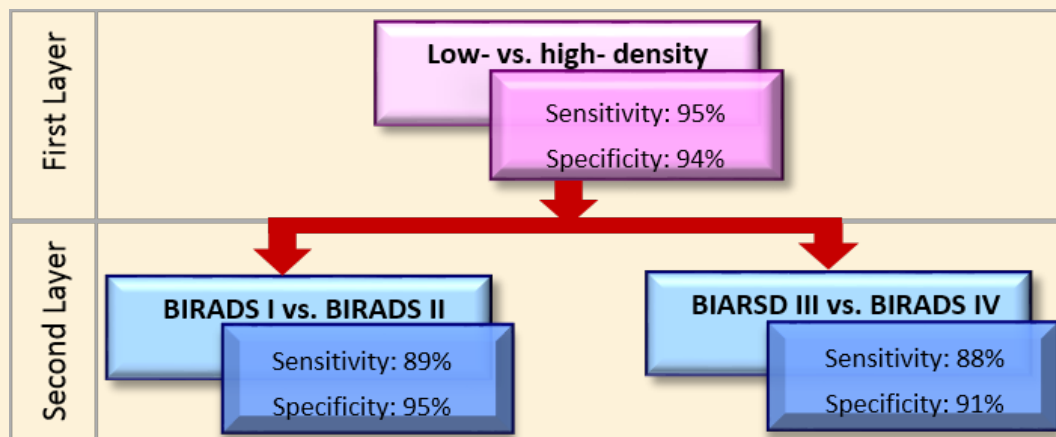 First Layer
Low- vs. high- density
Sensitivity: 95%
Specificity: 94%
Second Layer
BIRADS I vs. BIRADS II
Sensitivity: 89%
Specificity: 95%
BIARSD III vs. BIRADS IV
Sensitivity: 88%
Specificity: 91%